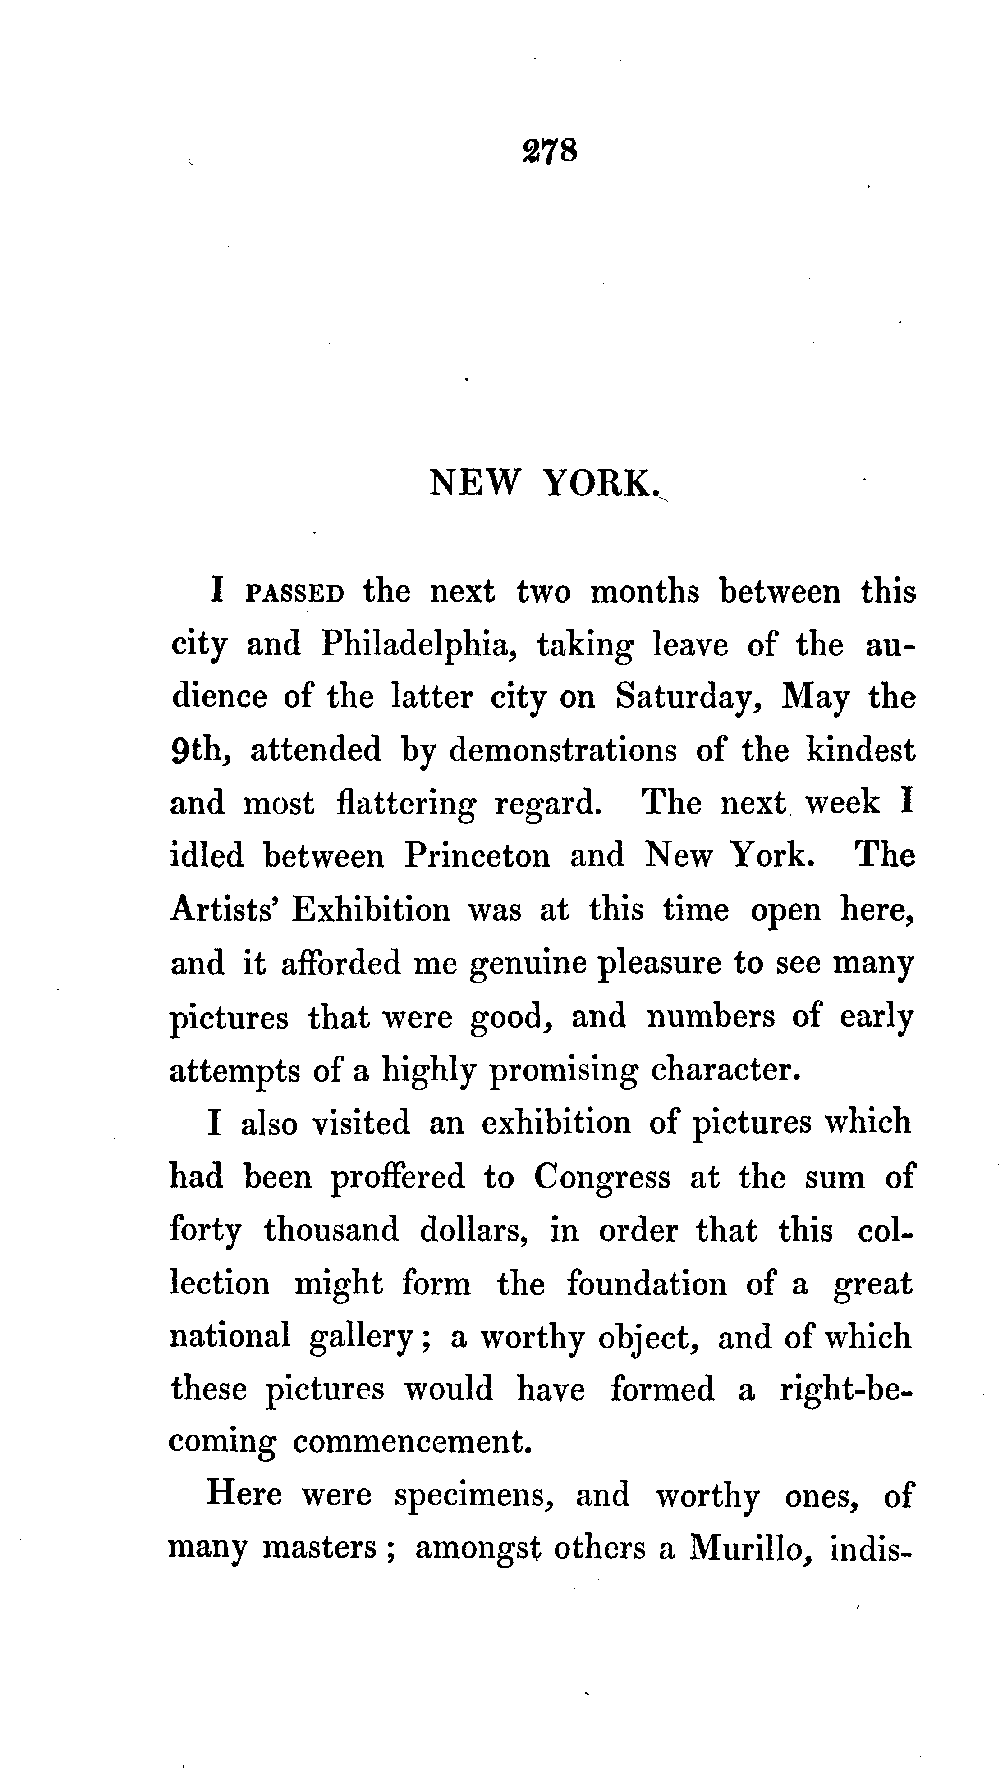 278
NEW YORK.
I PASSED the next two months between this
city and Philadelphia, taking leave of the au-
dience of the latter city on Saturday, May the
9th, attended by demonstrations of the kindest
and most flattering regard. The next week I
idled between Princeton and New York. The
Artists' Exhibition was at this time open here,
and it afforded me genuine pleasure to see many
pictures that were good, and numbers of early
attempts of a highly promising character.
I also visited an exhibition of pictures which
had been proffered to Congress at the sum of
forty thousand dollars, in order that this col-
lection might form the foundation of a great
national gallery; a worthy object, and of which
these pictures would have formed a right-be-
coming commencement.
Here were specimens, and worthy ones, of
many masters; amongst others a Murillo, indis-